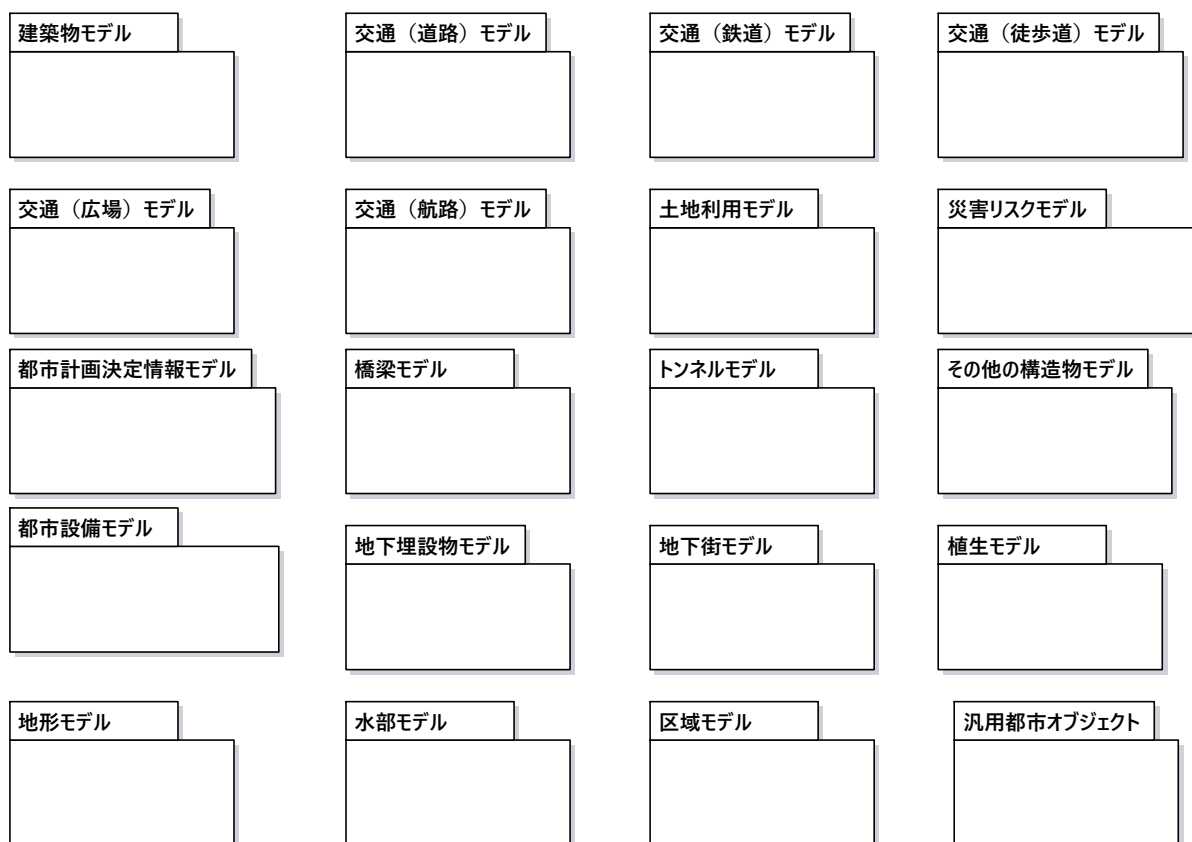 建築物モデル
交通（道路）モデル
交通（鉄道）モデル
交通（徒歩道）モデル
交通（広場）モデル
交通（航路）モデル
土地利用モデル
災害リスクモデル
都市計画決定情報モデル
橋梁モデル
トンネルモデル
その他の構造物モデル
都市設備モデル
地下埋設物モデル
地下街モデル
植生モデル
地形モデル
水部モデル
区域モデル
汎用都市オブジェクト